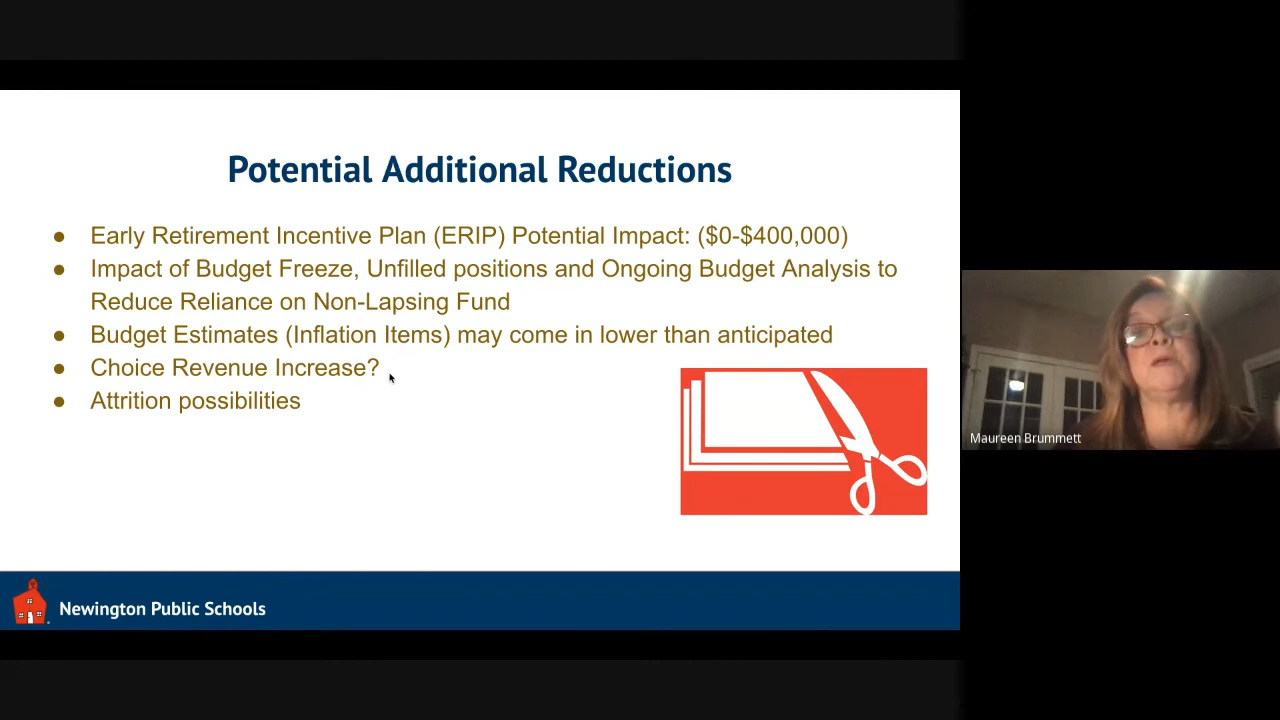 Potential Additional Reductions
● Early Retirement Incentive Plan (ERIP) Potential Impact: ($0-$400,000)
● Impact of Budget Freeze, Unfilled positions and Ongoing Budget Analysis to
Reduce Reliance on Non-Lapsing Fund
● Budget Estimates (Inflation Items) may come in lower than anticipated
● Choice Revenue Increase?
● Attrition possibilities
Maureen Brummett
Newington Public Schools